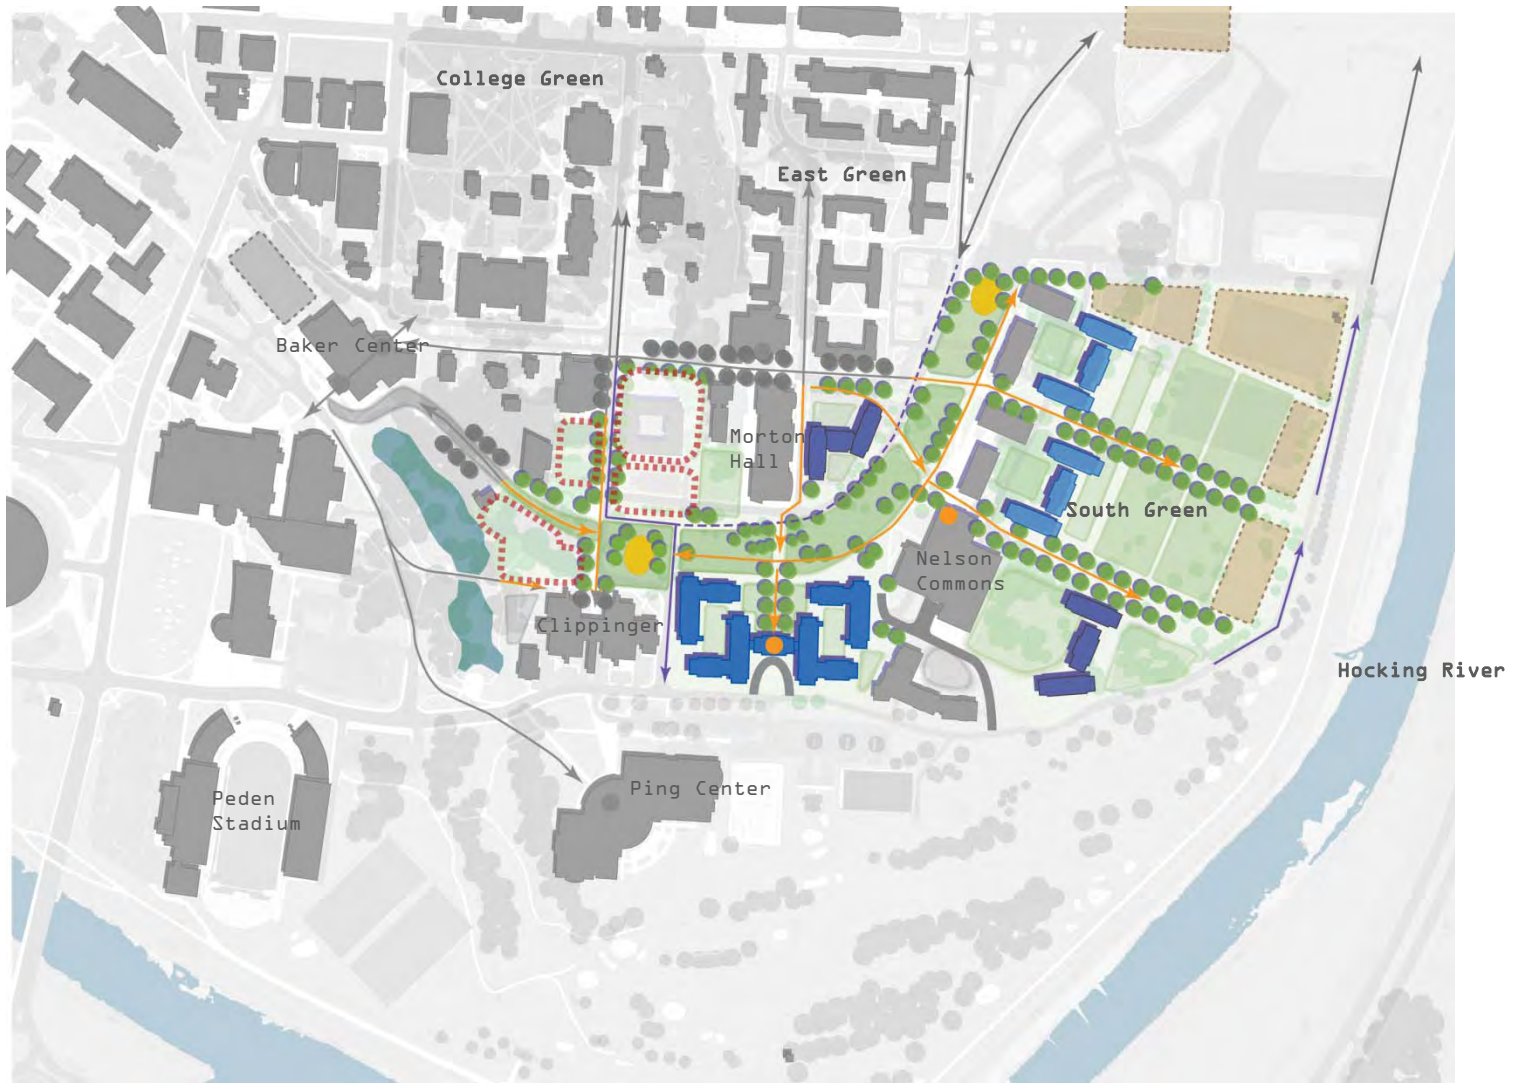 College Green
East Green
Baker Center
Morton
Hall
South Green
Nelson
Commons
Clippinger
Hocking River
Ping Center
Peden
Stadium